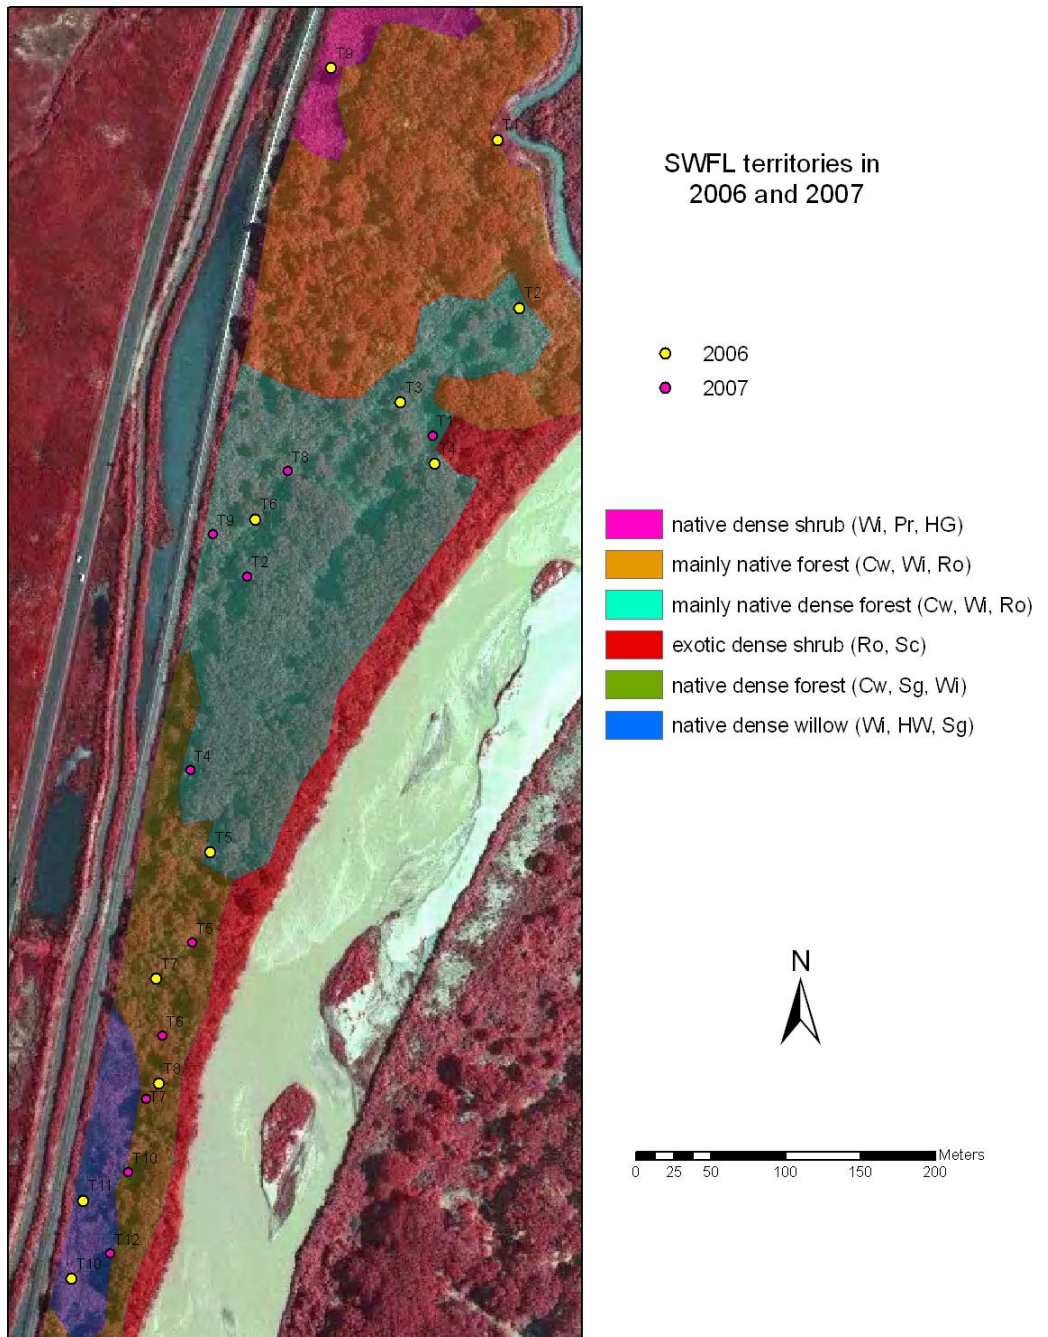 T9
T1
SWFL territories in
2006 and 2007
T2
2006
2007
T3
T1
T4
T8
T6
T9
T2
native dense shrub (Wi, Pr, HG)
mainly native forest (Cw, Wi, Ro)
mainly native dense forest (Cw, Wi, Ro)
exotic dense shrub (Ro, Sc)
native dense forest (Cw, Sg, Wi)
native dense willow (Wi, HW, Sg)
T4
T5
T5
T7
N
T6
T8
T7
T10
T11
T12
T10
Meters
0 25 50 100 150 200